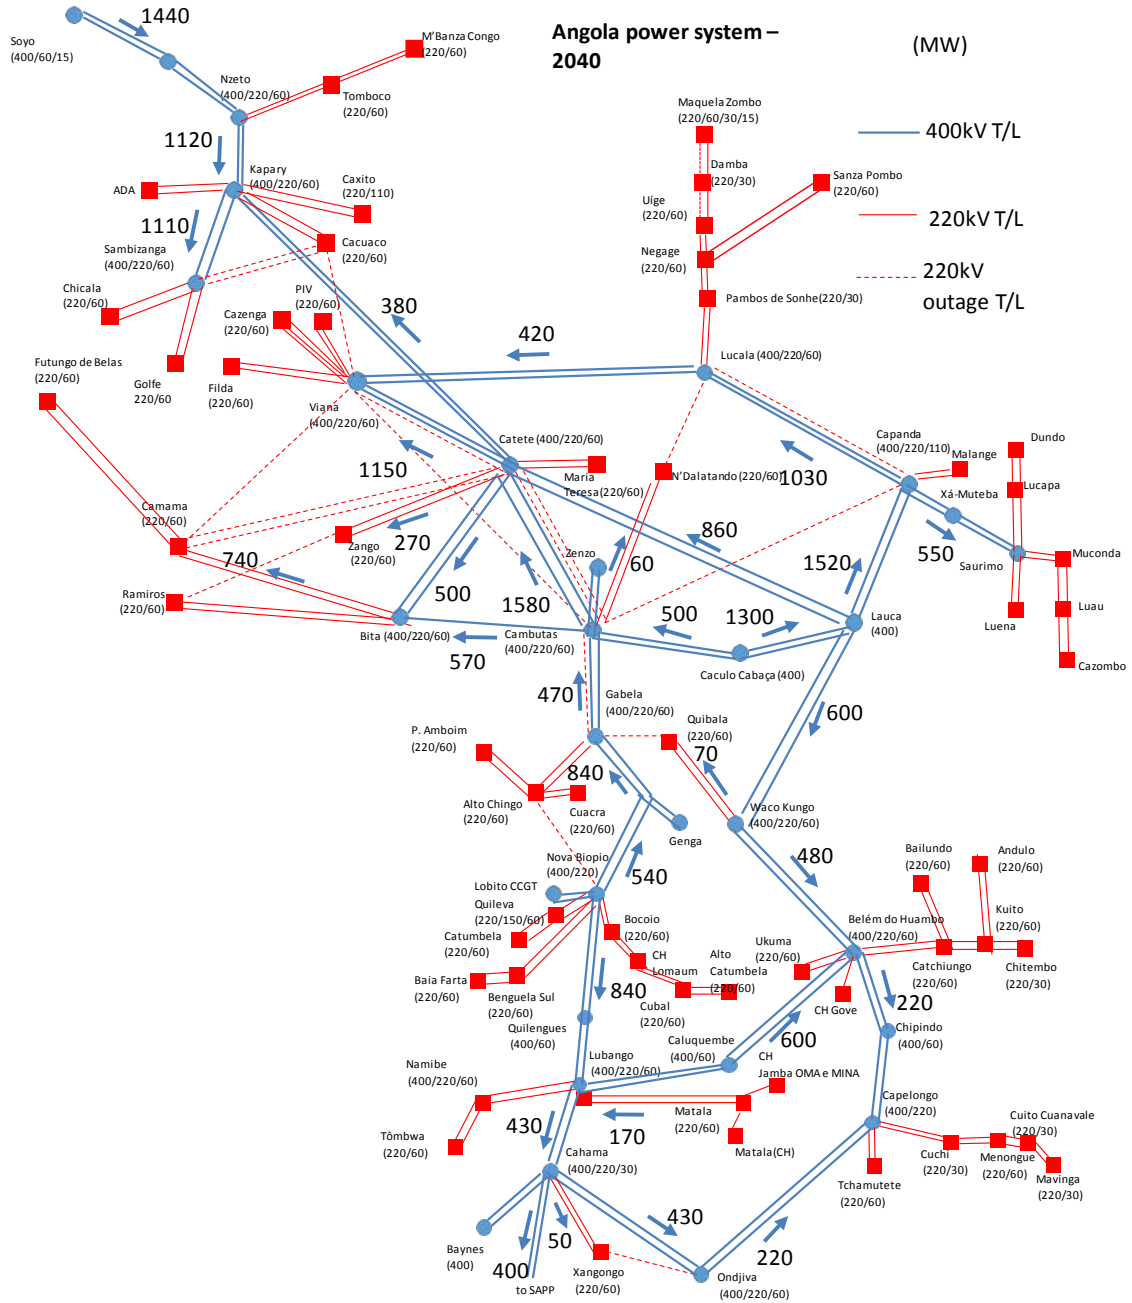 1440
Soyo
(400/60/15)
Angola power system –
2040
(MW)
M'Banza Congo
(220/60)
Nzeto
(400/220/60)
Tomboco
(220/60)
Maquela Zombo
(220/60/30/15)
400kV T/L
1120
Kapary
(400/220/60)
ADA
Caxito
(220/110)
Damba
(220/30)
Sanza Pombo
(220/60)
Uíge
(220/60)
220kV T/L
1110
Sambizanga
(400/220/60)
Cacuaco
(220/60)
Negage
(220/60)
220kV
outage T/L
Chicala
(220/60)
PIV
(220/60)
Cazenga
(220/60)
Pambos de Sonhe(220/30)
380
420
Futungo de Belas
(220/60)
Golfe
220/60)
Filda
(220/60)
Lucala (400/220/60)
Viana
(400/220/60)
Catete (400/220/60)
Capanda
(400/220/110)
Dundo
Malange
1150
Maria
Teresa(220/60)
N'Dalatando (220/60)
1030
Lucapa
Xá-Muteba
Camama
(220/60)
Zango
(220/60)
270
Zenzo
60
860
1520
550
Saurimo
Muconda
740
500
Ramiros
(220/60)
1580
500
1300
Lauca
(400)
Luau
Luena
Bita (400/220/60)
Cambutas
(400/220/60)
570
Caculo Cabaça (400)
Cazombo
470
Gabela
(400/220/60)
600
P. Amboim
(220/60)
Quibala
(220/60)
70
840
Alto Chingo
(220/60)
Cuacra
(220/60)
Waco Kungo
(400/220/60)
Genga
480
Nova Biopio
(400/220)
540
Bailundo
(220/60)
Andulo
(220/60)
Lobito CCGT
Quileva
(220/150/60)
Bocoio
(220/60)
Belém do Huambo
(400/220/60)
Kuito
(220/60)
Catumbela
(220/60)
CH
Lomaum
Alto
Catumbela
(220/60)
Ukuma
(220/60)
Catchiungo
(220/60)
Chitembo
(220/30)
Baia Farta
(220/60)
Benguela Sul
(220/60)
840
Cubal
(220/60)
CH Gove
220
Quilengues
(400/60)
Caluquembe
(400/60)
600
Chipindo
(400/60)
Lubango
(400/220/60)
CH
Jamba OMA e MINA
Namibe
(400/220/60)
Capelongo
(400/220)
Matala
(220/60)
430
170
Cuito Cuanavale
(220/30)
Tômbwa
(220/60)
Matala(CH)
Cahama
(400/220/30)
Cuchi
(220/30)
Menongue
(220/60)
Tchamutete
(220/60)
Mavinga
(220/30)
430
Baynes
(400)
50
220
400
to SAPP
Xangongo
(220/60)
Ondjiva
(400/220/60)